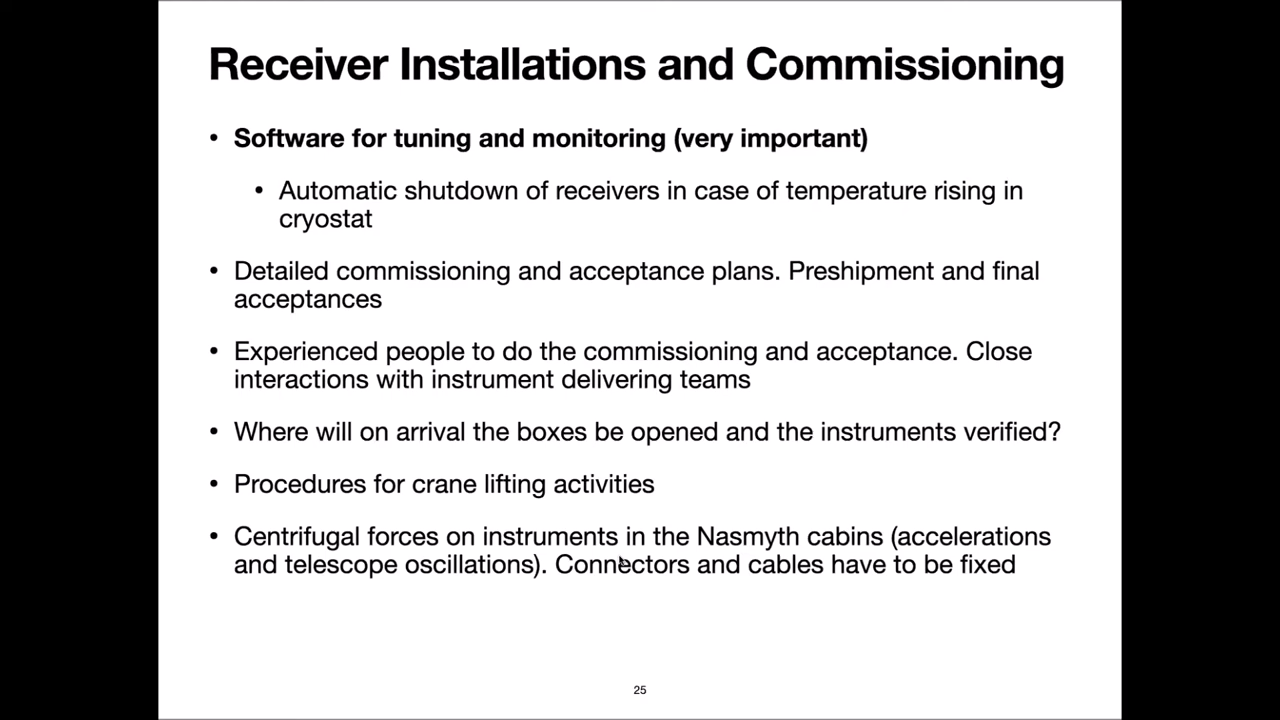 Receiver Installations and Commissioning
• Software for tuning and monitoring (very important)
• Automatic shutdown of receivers in case of temperature rising in
cryostat
• Detailed commissioning and acceptance plans. Preshipment and final
acceptances
• Experienced people to do the commissioning and acceptance. Close
interactions with instrument delivering teams
• Where will on arrival the boxes be opened and the instruments verified?
• Procedures for crane lifting activities
• Centrifugal forces on instruments in the Nasmyth cabins (accelerations
and telescope oscillations). Connectors and cables have to be fixed
25